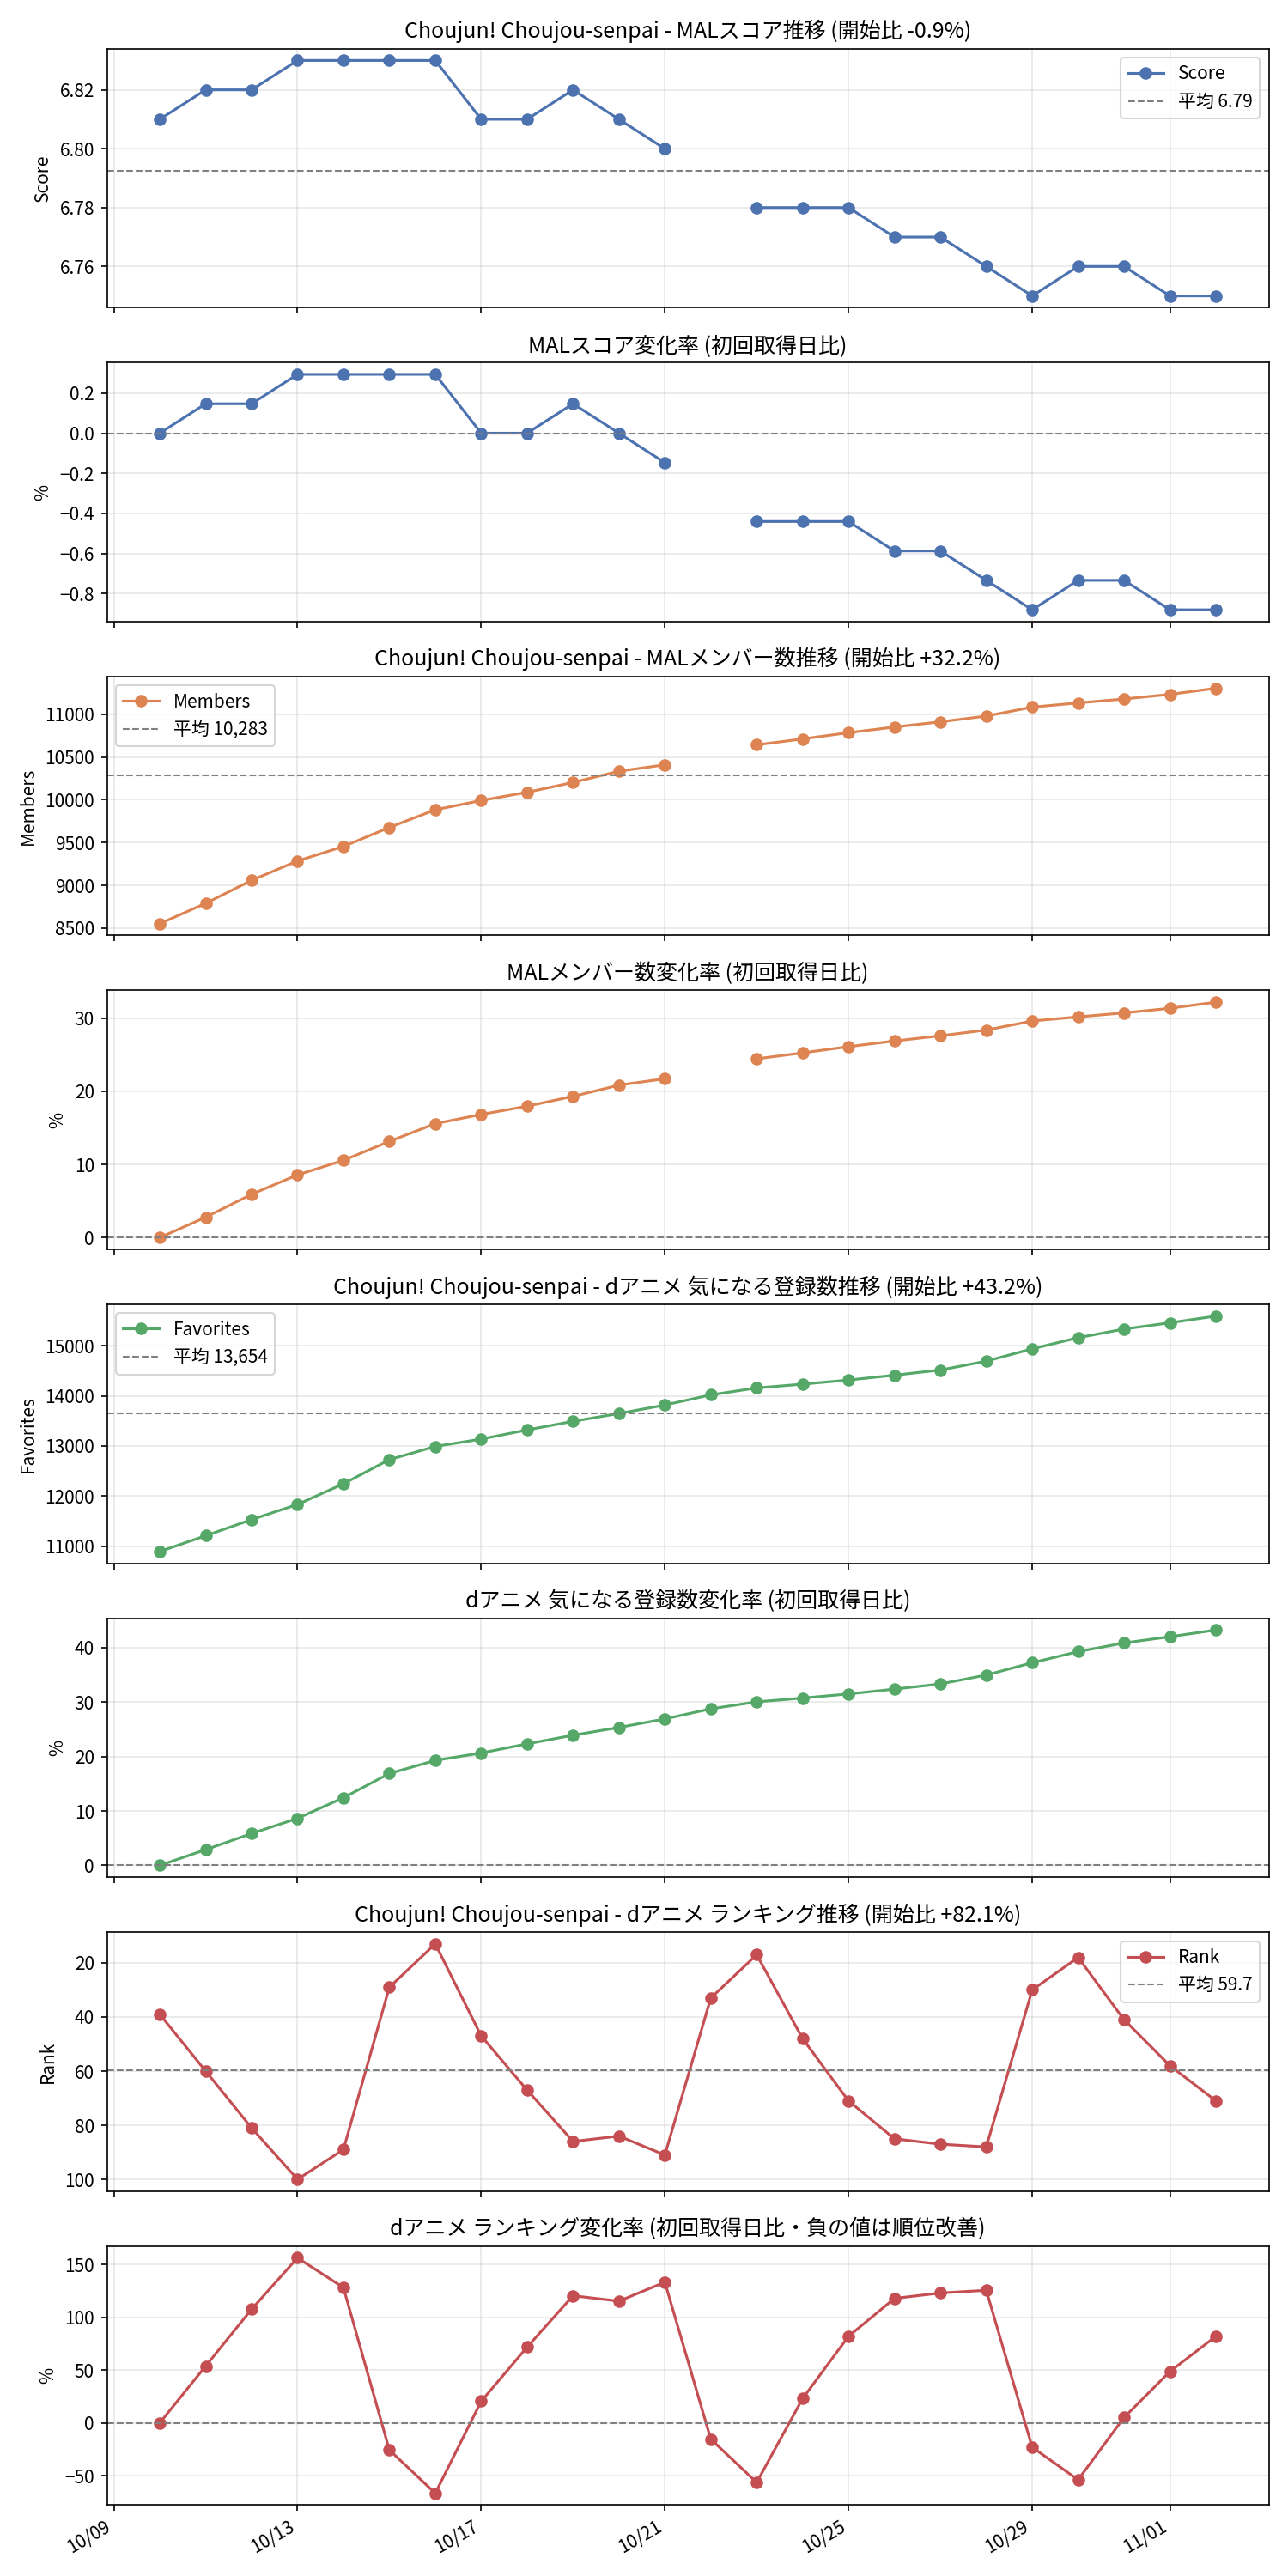 Choujun! Choujou-senpai - MALスコア推移 (開始比 -0.9%)
Score
平均 6.79
6.82
6.80
6.78
6.76
Score
MALスコア変化率 (初回取得日比)
0.2
0.0
−0.2
−0.4
−0.6
−0.8
%
Choujun! Choujou-senpai - MALメンバー数推移 (開始比 +32.2%)
Members
平均 10,283
11000
10500
10000
9500
9000
8500
Members
MALメンバー数変化率 (初回取得日比)
30
20
10
0
%
Choujun! Choujou-senpai - dアニメ 気になる登録数推移 (開始比 +43.2%)
Favorites
平均 13,654
15000
14000
13000
12000
11000
Favorites
dアニメ 気になる登録数変化率 (初回取得日比)
40
30
20
10
0
%
Choujun! Choujou-senpai - dアニメ ランキング推移 (開始比 +82.1%)
Rank
平均 59.7
20
40
60
80
100
Rank
dアニメ ランキング変化率 (初回取得日比・負の値は順位改善)
150
100
50
0
−50
%
10/09
10/13
10/17
10/21
10/25
10/29
11/01